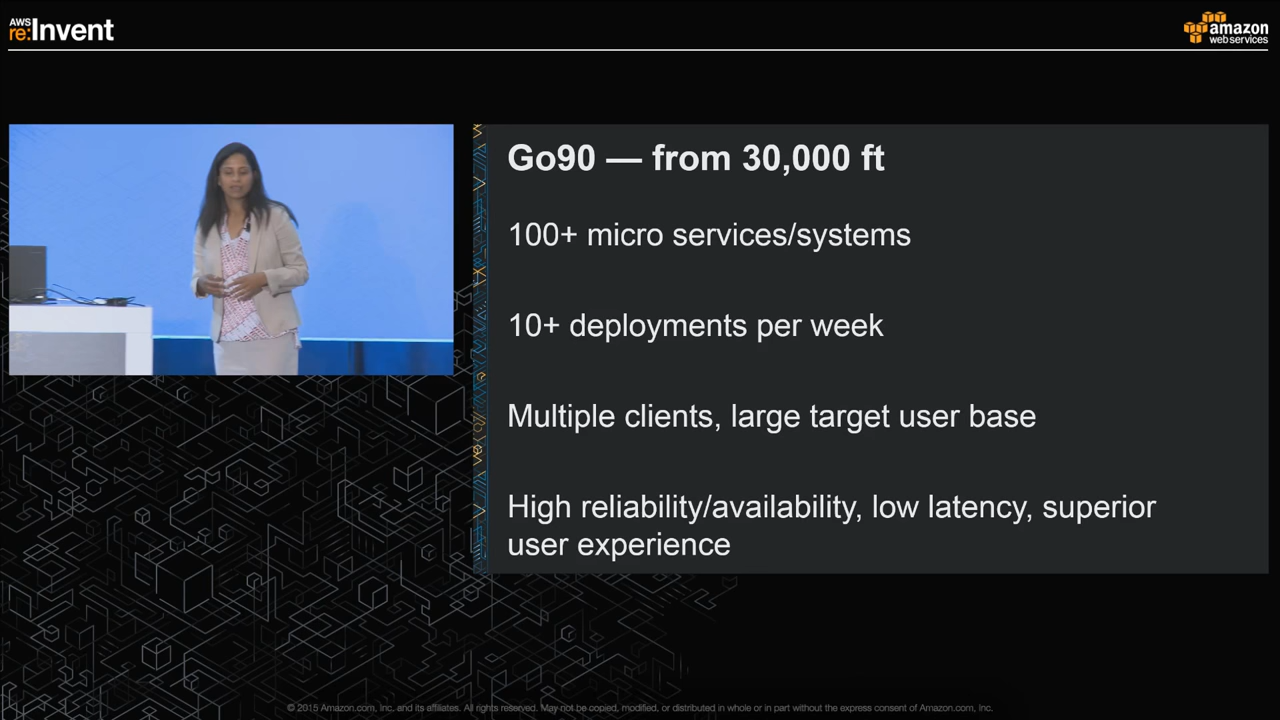 AWS
re:Invent
amazon
web services
Go90 — from 30,000 ft
100+ micro services/systems
10+ deployments per week
Multiple clients, large target user base
High reliability/availability, low latency, superior
user experience
© 2015 Amazon.com, Inc. and its affiliates. All rights reserved. May not be copied, modified, or distributed in whole or in part without the express consent of Amazon.com, Inc.